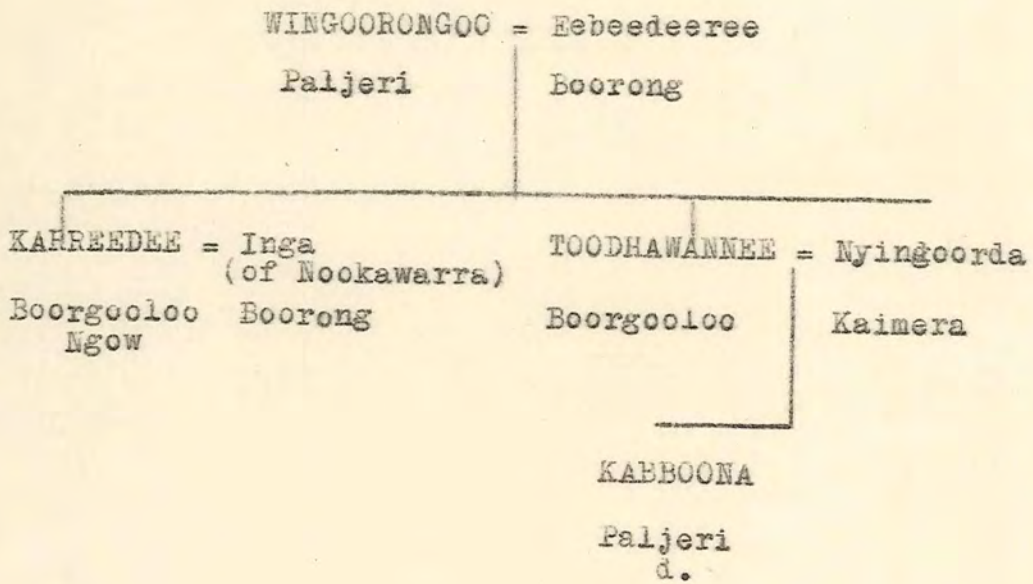 WINGOORONGOO = Eebeedeeree
Paljeri Boorong
KARREEDEE = Inga TOODHAWANNEE = Nyingoorda
(of Nookawarra)
Boorgooloo Boorong Boorgooloo Kaimera
Ngow
KABBOONA
Paljeri
d.